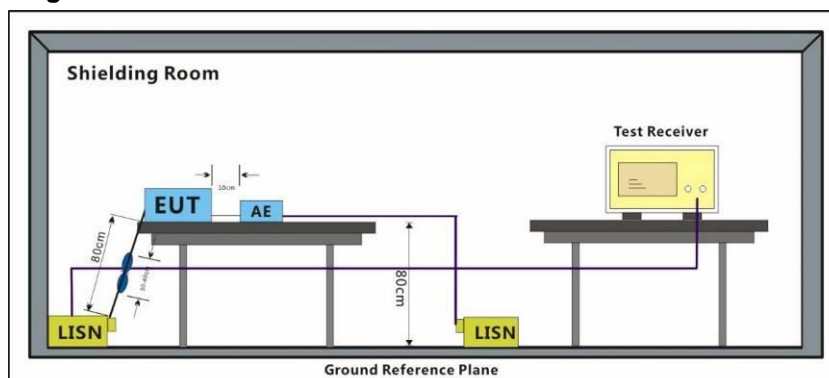 Shielding Room
Test Receiver
10cm
EUT
AE
80cm
80cm
LISN
LISN
Ground Reference Plane